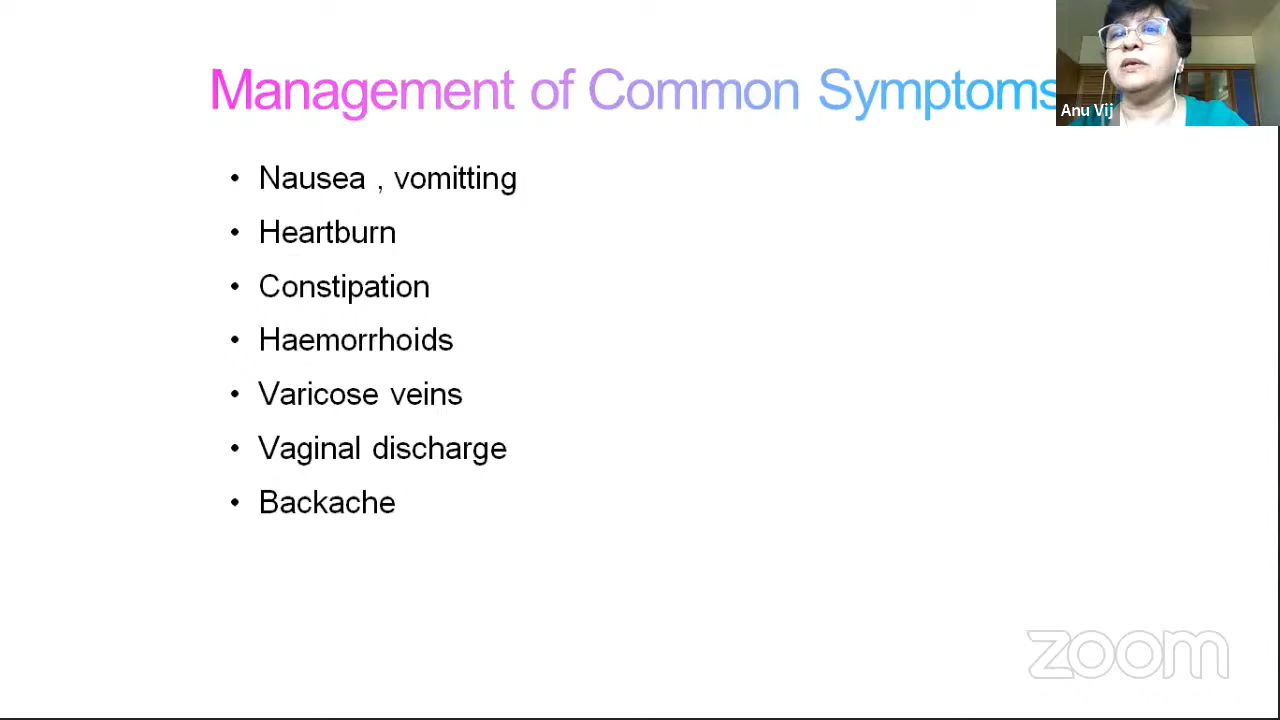 Management of Common Symptoms
Anu Vij
• Nausea , vomitting
• Heartburn
• Constipation
• Haemorrhoids
• Varicose veins
• Vaginal discharge
• Backache
zoom